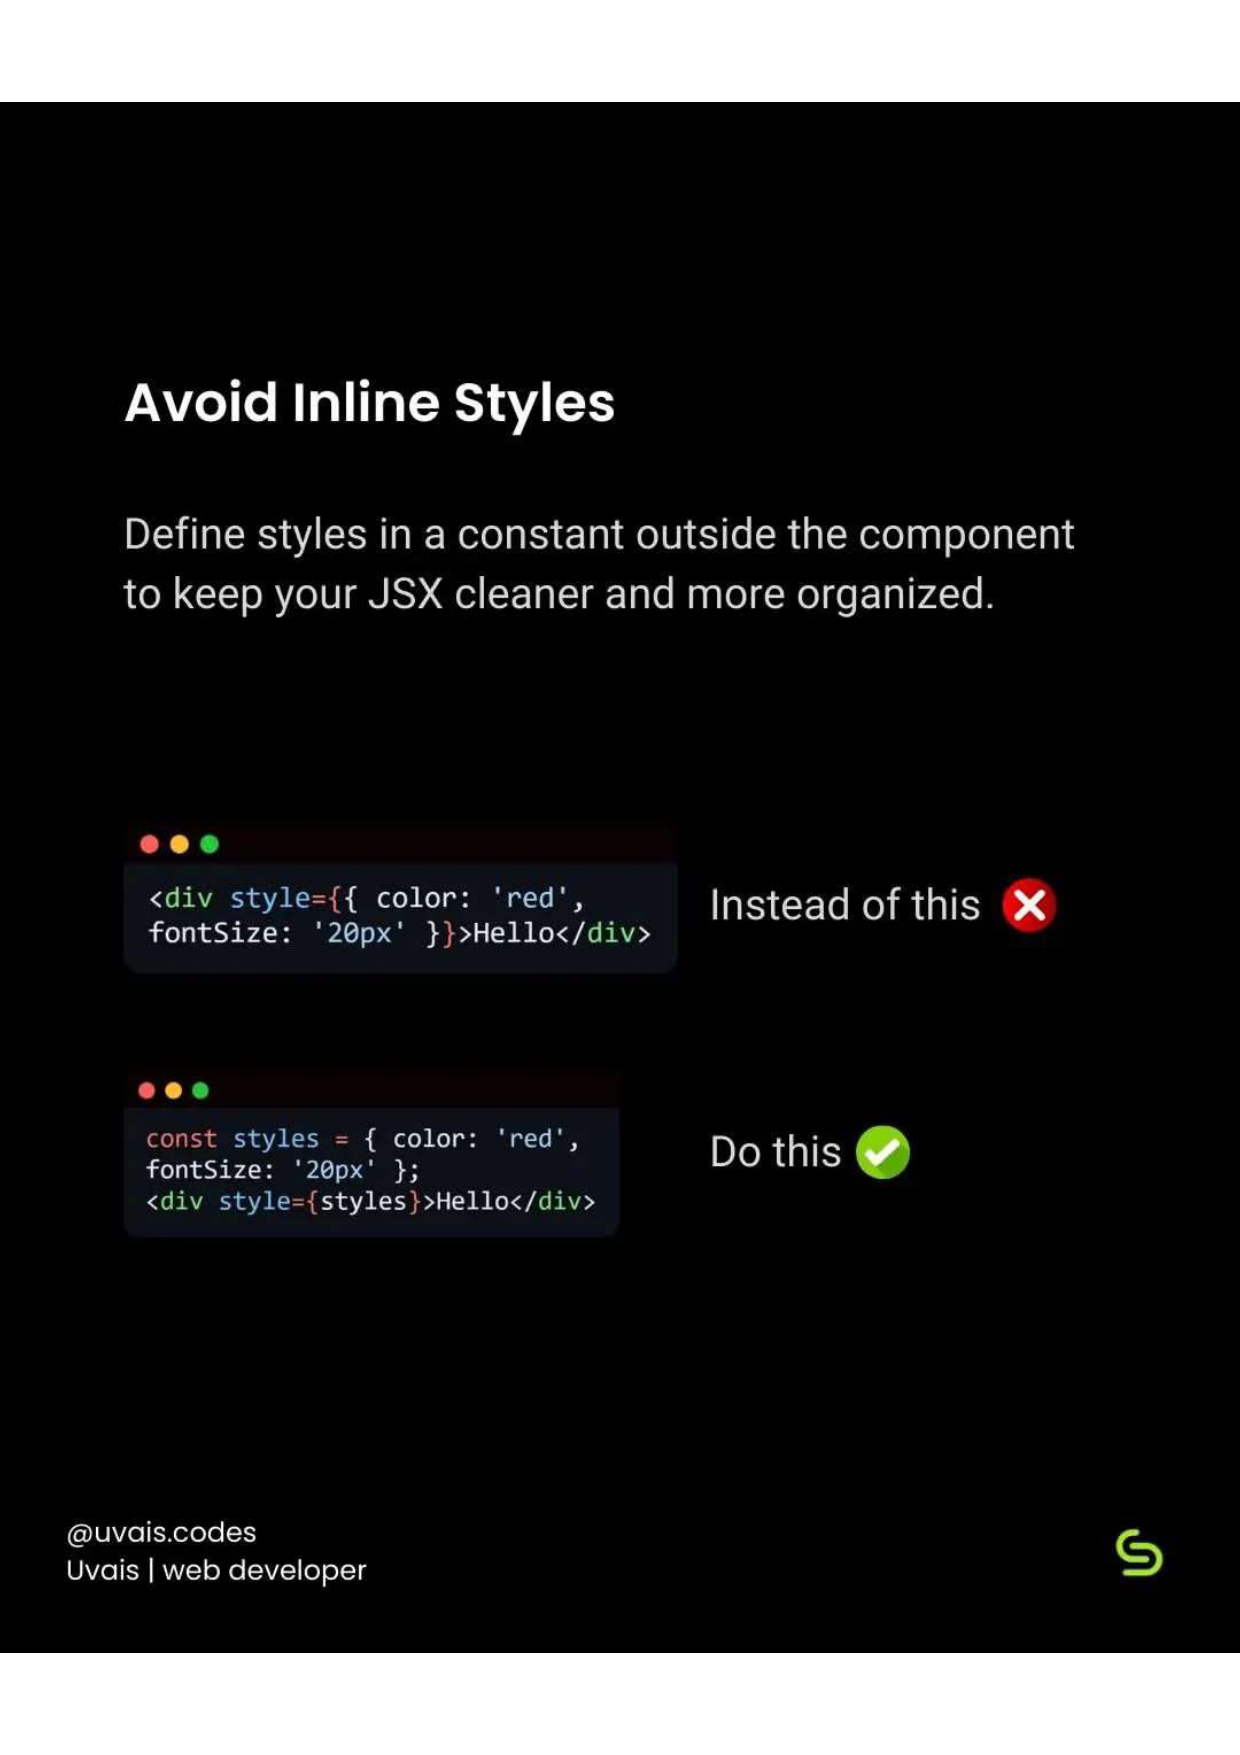 Avoid Inline Styles
Define styles in a constant outside the component
to keep your JSX cleaner and more organized.
<div style={{ color: 'red',
fontSize: '20px' }}>Hello</div>
Instead of this
const styles = { color: 'red',
fontSize: '20px' };
<div style={styles}>Hello</div>
Do this
@uvais.codes
Uvais | web developer